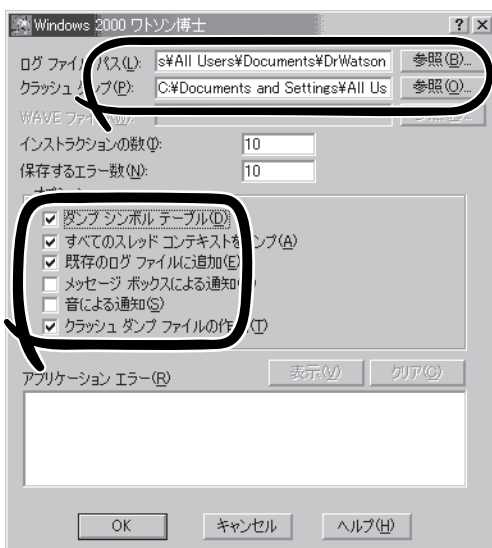 Windows 2000 ワトソン博士
ログ ファイル パス(L): s¥All Users¥Documents¥DrWatson 参照(B)...
クラッシュ ダンプ(P): C:¥Documents and Settings¥All Us 参照(O)...
WAVE ファイル(W): 参照
インストラクションの数(I): 10
保存するエラー数(N): 10
オプション
ダンプ シンボル テーブル(D)
すべてのスレッド コンテキストをダンプ(A)
既存のログ ファイルに追加(E)
メッセージ ボックスによる通知
音による通知(S)
クラッシュ ダンプ ファイルの作成(T)
アプリケーション エラー(R) 表示(V) クリア(C)
OK キャンセル ヘルプ(H)